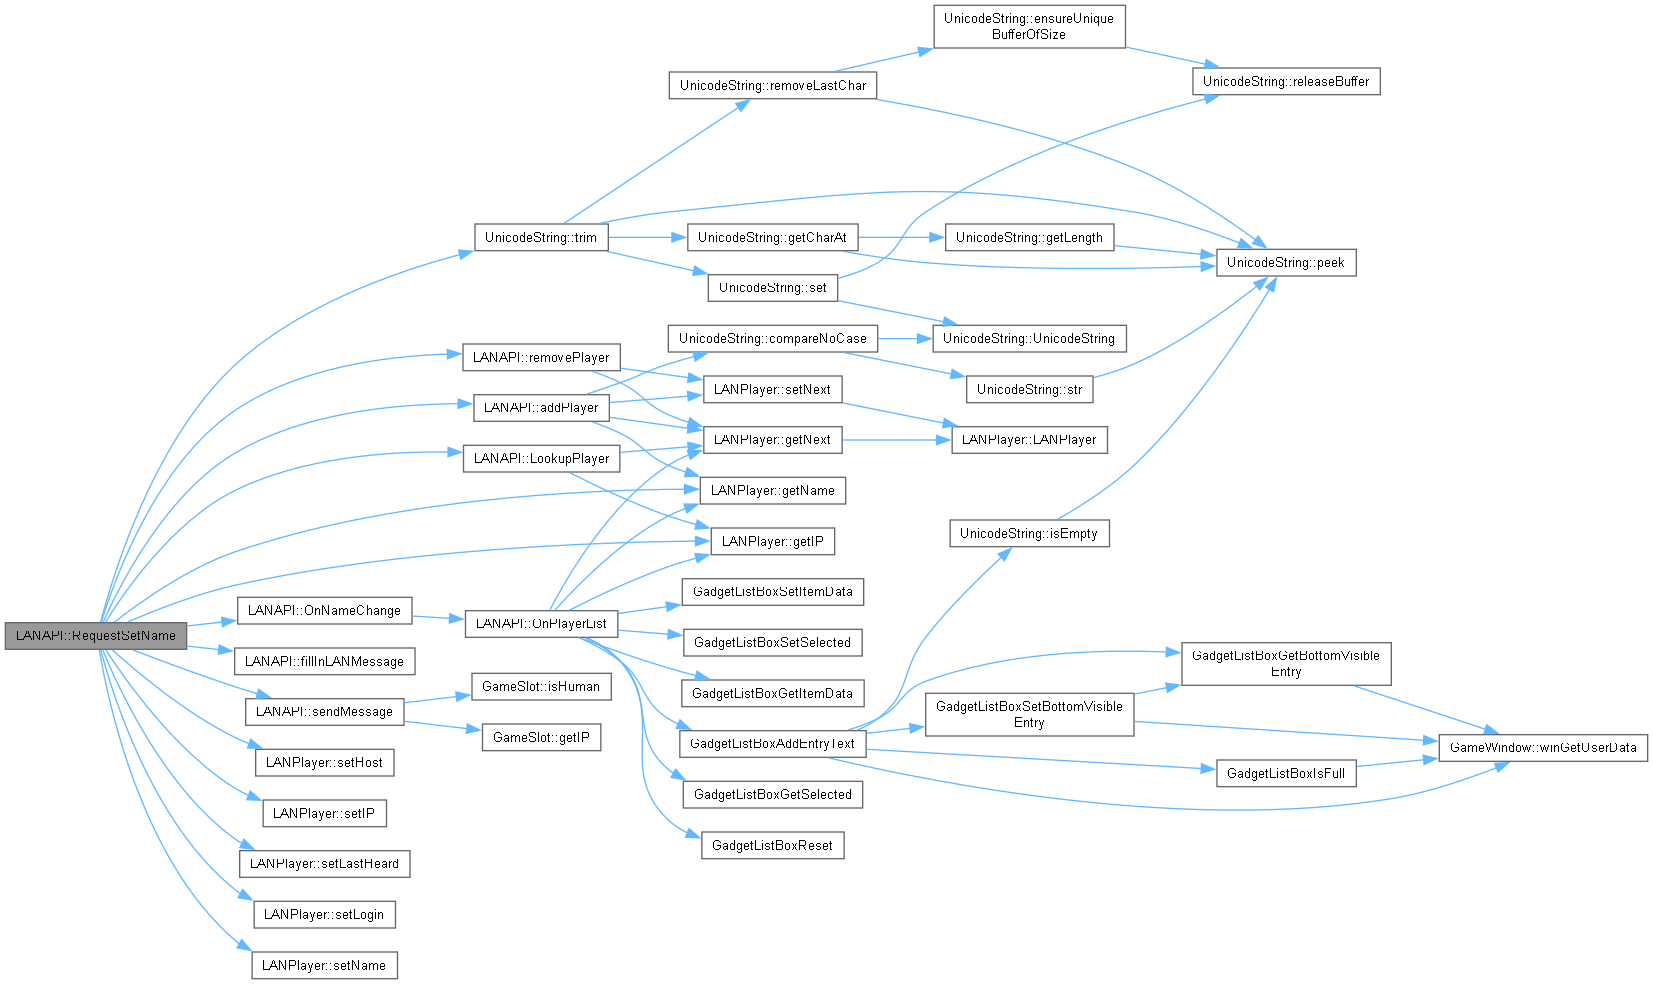 UnicodeString::ensureUnique
BufferOfSize
UnicodeString::removeLastChar
UnicodeString::releaseBuffer
UnicodeString::trim
UnicodeString::getCharAt
UnicodeString::getLength
UnicodeString::peek
UnicodeString::set
UnicodeString::compareNoCase
UnicodeString::UnicodeString
LANAPI::removePlayer
LANPlayer::setNext
UnicodeString::str
LANAPI::addPlayer
LANPlayer::getNext
LANPlayer::LANPlayer
LANAPI::LookupPlayer
LANPlayer::getName
UnicodeString::isEmpty
LANPlayer::getIP
GadgetListBoxSetItemData
LANAPI::OnNameChange
LANAPI::OnPlayerList
LANAPI::RequestSetName
GadgetListBoxSetSelected
LANAPI::fillInLANMessage
GadgetListBoxGetBottomVisible
Entry
GameSlot::isHuman
GadgetListBoxGetItemData
LANAPI::sendMessage
GadgetListBoxSetBottomVisible
Entry
GameSlot::getIP
GadgetListBoxAddEntryText
GameWindow::winGetUserData
LANPlayer::setHost
GadgetListBoxIsFull
GadgetListBoxGetSelected
LANPlayer::setIP
GadgetListBoxReset
LANPlayer::setLastHeard
LANPlayer::setLogin
LANPlayer::setName